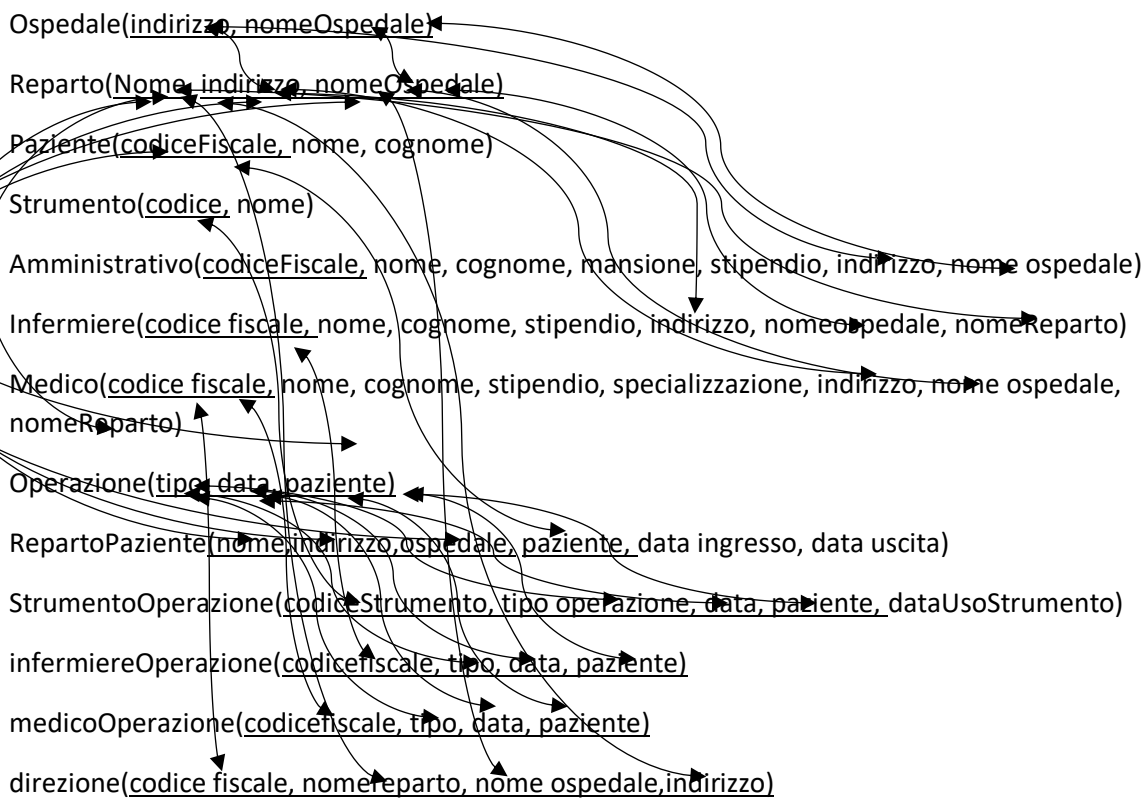 Ospedale(indirizzo, nomeOspedale)
Reparto(Nome, indirizzo, nomeOspedale)
Paziente(codiceFiscale, nome, cognome)
Strumento(codice, nome)
Amministrativo(codiceFiscale, nome, cognome, mansione, stipendio, indirizzo, nome ospedale)
Infermiere(codice fiscale, nome, cognome, stipendio, indirizzo, nomeospedale, nomeReparto)
Medico(codice fiscale, nome, cognome, stipendio, specializzazione, indirizzo, nome ospedale,
nomeReparto)
Operazione(tipo, data, paziente)
RepartoPaziente(nome,indirizzo,ospedale, paziente, data ingresso, data uscita)
StrumentoOperazione(codiceStrumento, tipo operazione, data, paziente, dataUsoStrumento)
infermiereOperazione(codicefiscale, tipo, data, paziente)
medicoOperazione(codicefiscale, tipo, data, paziente)
direzione(codice fiscale, nomereparto, nome ospedale,indirizzo)